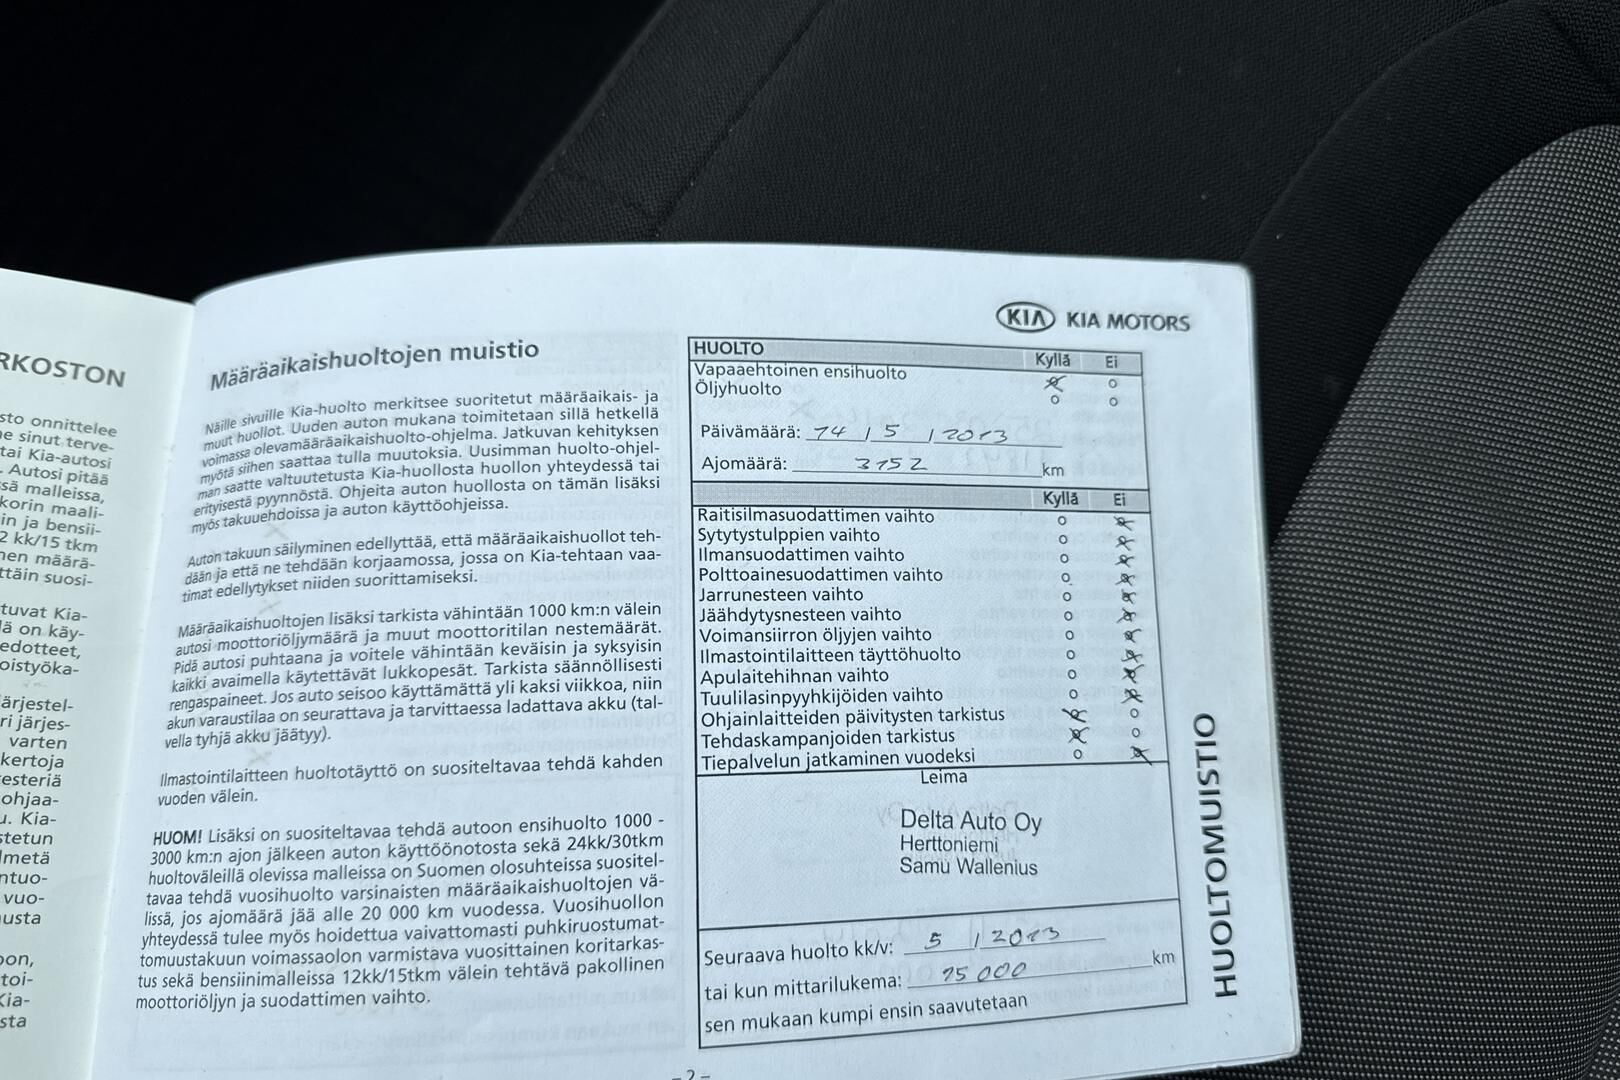 RKOSTON
sto onnittelee
ne sinut terve-
tai Kia-autosi
. Autosi pitää
ssä malleissa,
korin maali-
in ja bensii-
2 kk/15 tkm
nen määrä-
ttäin suosi-
tuvat Kia-
lä on käy-
edotteet,
oistyöka-
ärjestel-
ri järjes-
varten
kertoja
esteriä
ohjaa-
u. Kia-
stetun
lmetä
ntuo-
vuo-
usta
oon,
toi-
Kia-
sta
Määräaikaishuoltojen muistio
Näille sivuille Kia-huolto merkitsee suoritetut määräaikais- ja
muut huollot. Uuden auton mukana toimitetaan sillä hetkellä
voimassa olevamääräaikaishuolto-ohjelma. Jatkuvan kehityksen
myötä siihen saattaa tulla muutoksia. Uusimman huolto-ohjel-
man saatte valtuutetusta Kia-huollosta huollon yhteydessä tai
erityisestä pyynnöstä. Ohjeita auton huollosta on tämän lisäksi
myös takuuehdoissa ja auton käyttöohjeissa.
Auton takuun säilyminen edellyttää, että määräaikaishuollot teh-
dään ja että ne tehdään korjaamossa, jossa on Kia-tehtaan vaa-
timat edellytykset niiden suorittamiseksi.
Määräaikaishuoltojen lisäksi tarkista vähintään 1000 km:n välein
autosi moottoriöljymäärä ja muut moottoritilan nestemäärät.
Pidä autosi puhtaana ja voitele vähintään keväisin ja syksyisin
kaikki avaimella käytettävät lukkopesät. Tarkista säännöllisesti
rengaspaineet. Jos auto seisoo käyttämättä yli kaksi viikkoa, niin
akun varaustilaa on seurattava ja tarvittaessa ladattava akku (tal-
vella tyhjä akku jäätyy).
Ilmastointilaitteen huoltotäyttö on suositeltavaa tehdä kahden
vuoden välein.
HUOM! Lisäksi on suositeltavaa tehdä autoon ensihuolto 1000 -
3000 km:n ajon jälkeen auton käyttöönotosta sekä 24kk/30tkm
huoltoväleillä olevissa malleissa on Suomen olosuhteissa suositel-
tavaa tehdä vuosihuolto varsinaisten määräaikaishuoltojen vä-
lissä, jos ajomäärä jää alle 20 000 km vuodessa. Vuosihuollon
yhteydessä tulee myös hoidettua vaivattomasti puhkiruostumat-
tomuustakuun voimassaolon varmistava vuosittainen koritarkas-
tus sekä bensiinimalleissa 12kk/15tkm välein tehtävä pakollinen
moottoriöljyn ja suodattimen vaihto.
KIA KIA MOTORS
HUOLTO Kyllä Ei
Vapaaehtoinen ensihuolto
Öljyhuolto
Päivämäärä: 14 / 5 / 2013
Ajomäärä: 3152 km
Kyllä Ei
Raitisilmasuodattimen vaihto
Sytytystulppien vaihto
Ilmansuodattimen vaihto
Polttoainesuodattimen vaihto
Jarrunesteen vaihto
Jäähdytysnesteen vaihto
Voimansiirron öljyjen vaihto
Ilmastointilaitteen täyttöhuolto
Apulaitehihnan vaihto
Tuulilasinpyyhkijöiden vaihto
Ohjainlaitteiden päivitysten tarkistus
Tehdaskampanjoiden tarkistus
Tiepalvelun jatkaminen vuodeksi
Leima
Delta Auto Oy
Herttoniemi
Samu Wallenius
Seuraava huolto kk/v: 5 / 2013
tai kun mittarilukema: 15 000 km
sen mukaan kumpi ensin saavutetaan
HUOLTOMUISTIO
– 2 –